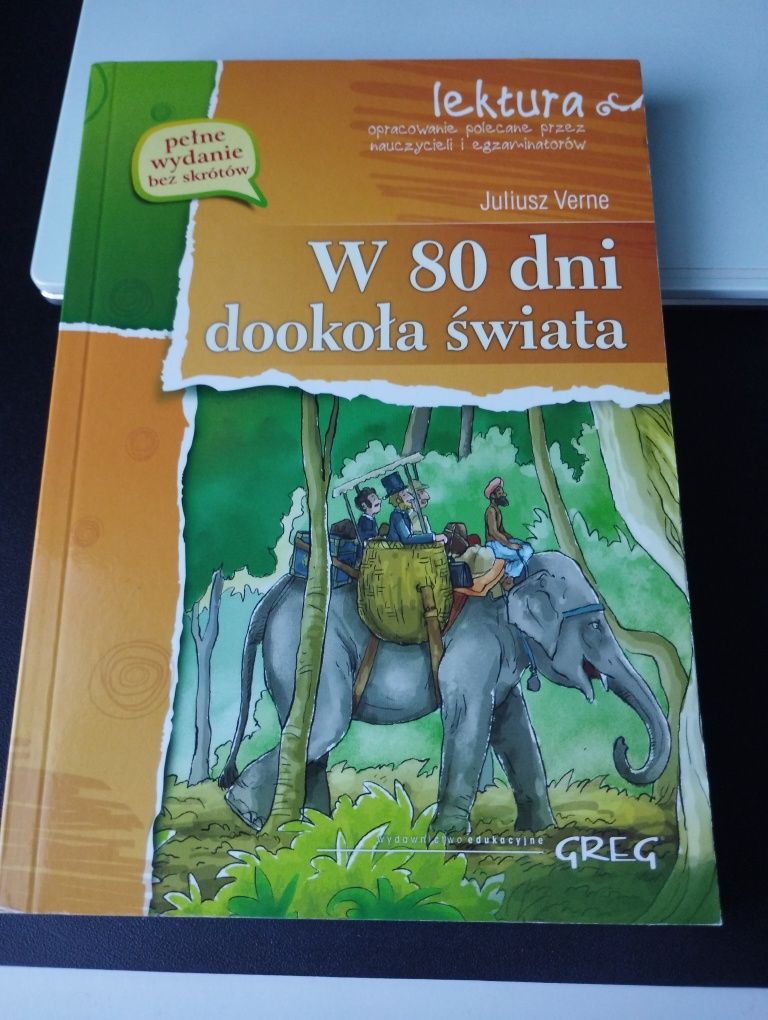 lektura
opracowanie polecane przez
nauczycieli i egzaminatorów
pełne
wydanie
bez skrótów
Juliusz Verne
W 80 dni
dookoła świata
wydawnictwo edukacyjne
GREG®